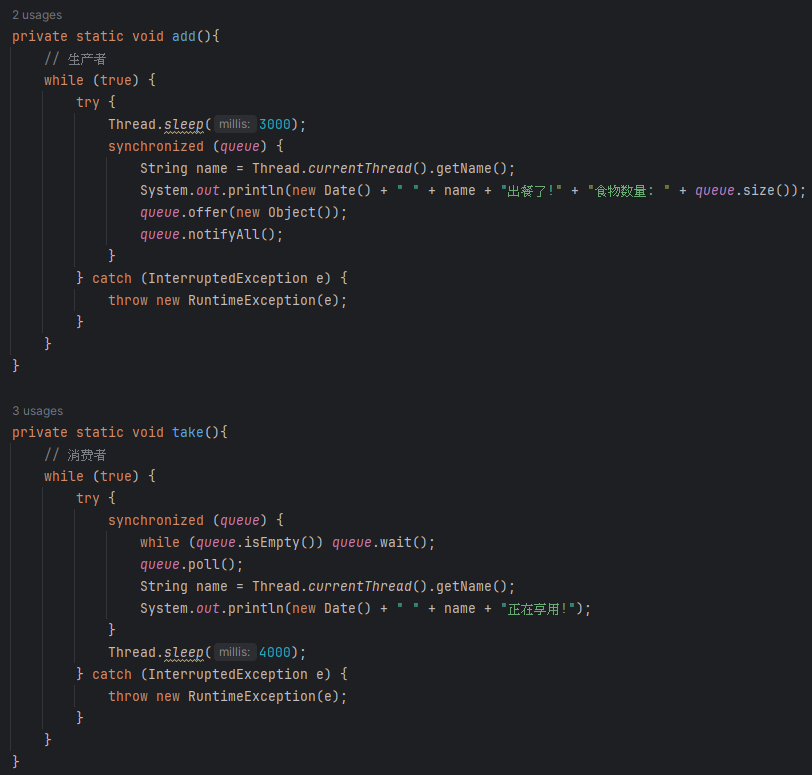 2 usages
private static void add(){
// 生产者
while (true) {
try {
Thread.sleep( millis: 3000);
synchronized (queue) {
String name = Thread.currentThread().getName();
System.out.println(new Date() + " " + name + "出餐了!" + "食物数量: " + queue.size());
queue.offer(new Object());
queue.notifyAll();
}
} catch (InterruptedException e) {
throw new RuntimeException(e);
}
}
}
3 usages
private static void take(){
// 消费者
while (true) {
try {
synchronized (queue) {
while (queue.isEmpty()) queue.wait();
queue.poll();
String name = Thread.currentThread().getName();
System.out.println(new Date() + " " + name + "正在享用!");
}
Thread.sleep( millis: 4000);
} catch (InterruptedException e) {
throw new RuntimeException(e);
}
}
}